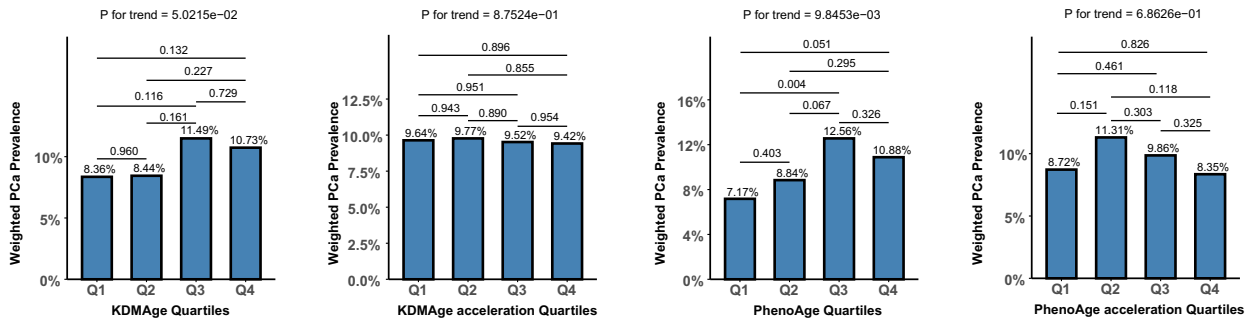 P for trend = 5.0215e−02
0.132
0.227
0.116
0.729
0.161
11.49%
10.73%
0.960
8.36%
8.44%
10%
5%
0%
Weighted PCa Prevalence
Q1 Q2 Q3 Q4
KDMAge Quartiles
P for trend = 8.7524e−01
0.896
0.855
0.951
0.943 0.890 0.954
9.64% 9.77% 9.52% 9.42%
12.5%
10.0%
7.5%
5.0%
2.5%
0.0%
Weighted PCa Prevalence
Q1 Q2 Q3 Q4
KDMAge acceleration Quartiles
P for trend = 9.8453e−03
0.051
0.295
0.004
0.067
0.326
12.56%
10.88%
0.403
8.84%
7.17%
16%
12%
8%
4%
0%
Weighted PCa Prevalence
Q1 Q2 Q3 Q4
PhenoAge Quartiles
P for trend = 6.8626e−01
0.826
0.461
0.118
0.151 0.303
0.325
11.31%
9.86%
8.72%
8.35%
10%
5%
0%
Weighted PCa Prevalence
Q1 Q2 Q3 Q4
PhenoAge acceleration Quartiles